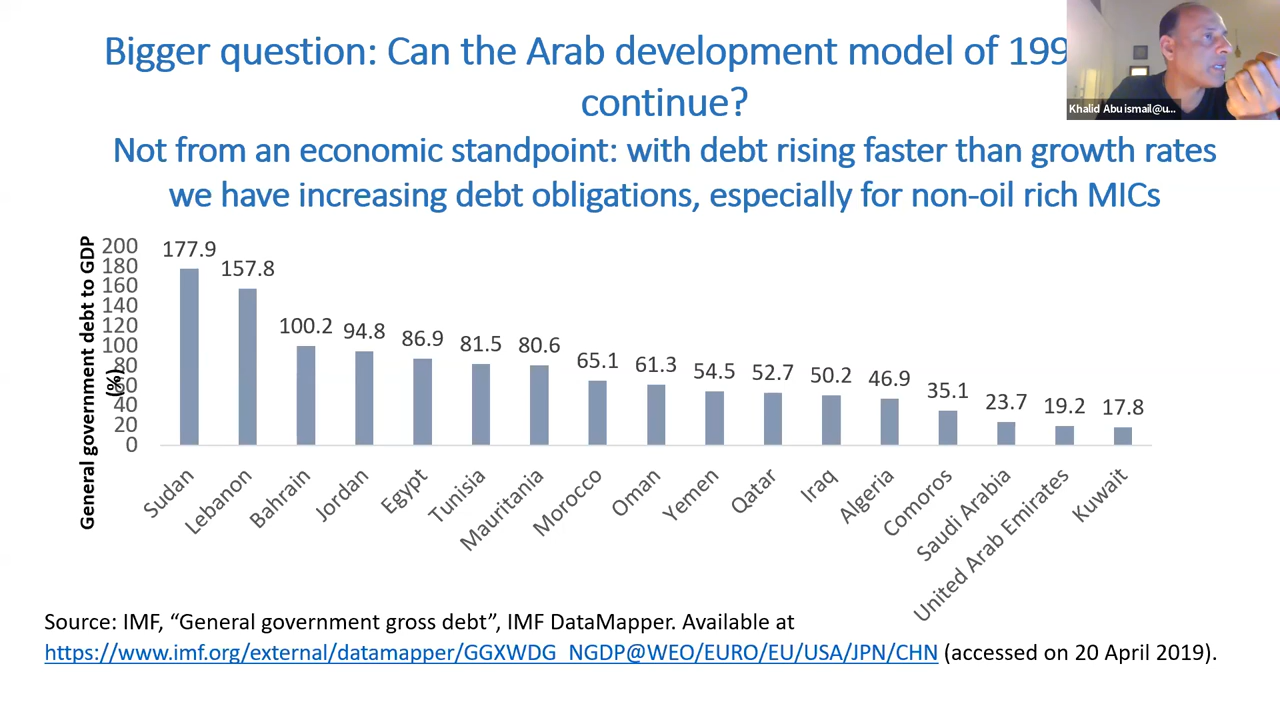 Bigger question: Can the Arab development model of 199
continue?
Not from an economic standpoint: with debt rising faster than growth rates
we have increasing debt obligations, especially for non-oil rich MICs
Khalid Abu ismail@u...
General government debt to GDP
(%)
200
180
160
140
120
100
80
60
40
20
0
177.9
157.8
100.2
94.8
86.9
81.5
80.6
65.1
61.3
54.5
52.7
50.2
46.9
35.1
23.7
19.2
17.8
Sudan
Lebanon
Bahrain
Jordan
Egypt
Tunisia
Mauritania
Morocco
Oman
Yemen
Qatar
Iraq
Algeria
Comoros
Saudi Arabia
United Arab Emirates
Kuwait
Source: IMF, “General government gross debt”, IMF DataMapper. Available at
https://www.imf.org/external/datamapper/GGXWDG_NGDP@WEO/EURO/EU/USA/JPN/CHN (accessed on 20 April 2019).